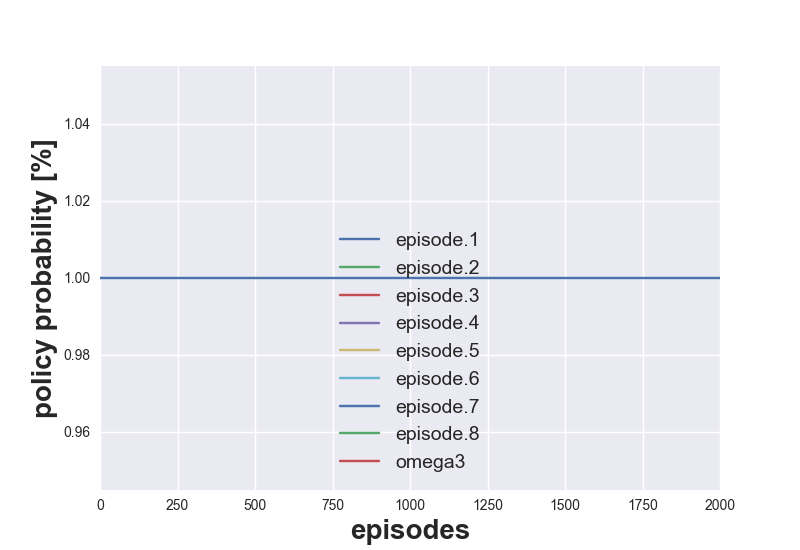 policy probability [%]
1.04
1.02
1.00
0.98
0.96
episode.1
episode.2
episode.3
episode.4
episode.5
episode.6
episode.7
episode.8
omega3
0 250 500 750 1000 1250 1500 1750 2000
episodes